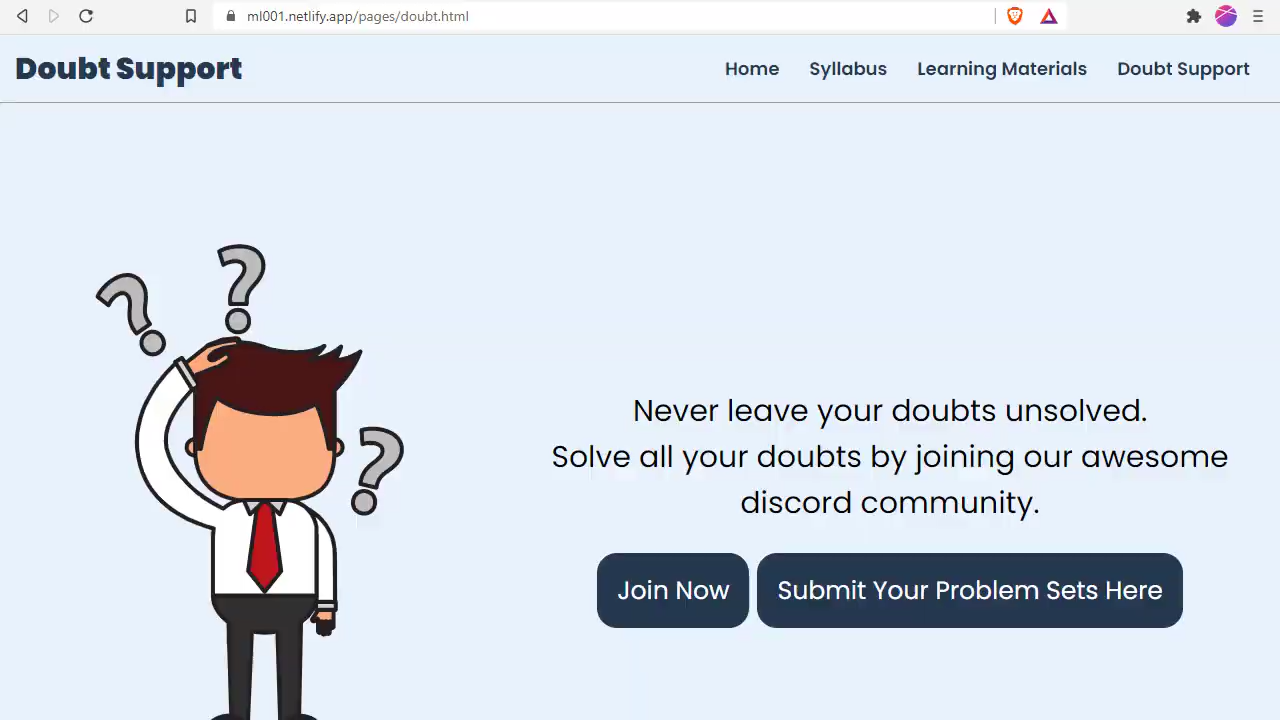 ml001.netlify.app/pages/doubt.html
Doubt Support
Home Syllabus Learning Materials Doubt Support
? ? ?
Never leave your doubts unsolved.
Solve all your doubts by joining our awesome
discord community.
Join Now Submit Your Problem Sets Here